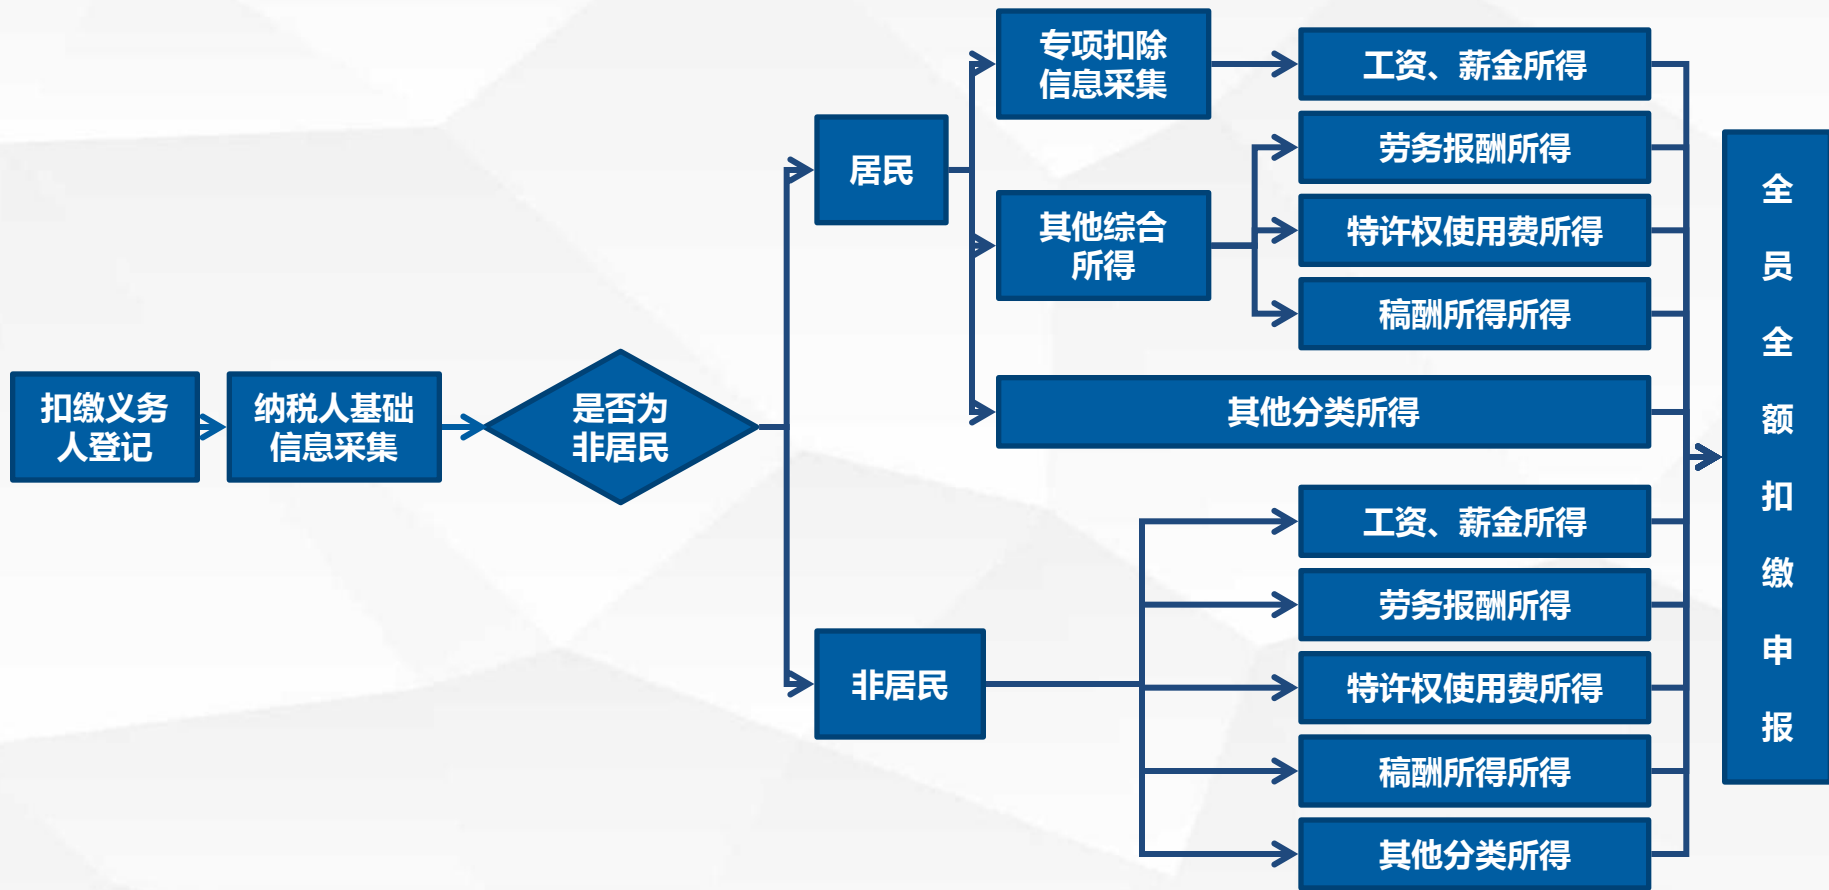 扣缴义务
人登记
纳税人基础
信息采集
是否为
非居民
居民
非居民
专项扣除
信息采集
其他综合
所得
其他分类所得
工资、薪金所得
劳务报酬所得
特许权使用费所得
稿酬所得所得
工资、薪金所得
劳务报酬所得
特许权使用费所得
稿酬所得所得
其他分类所得
全员全额扣缴申报